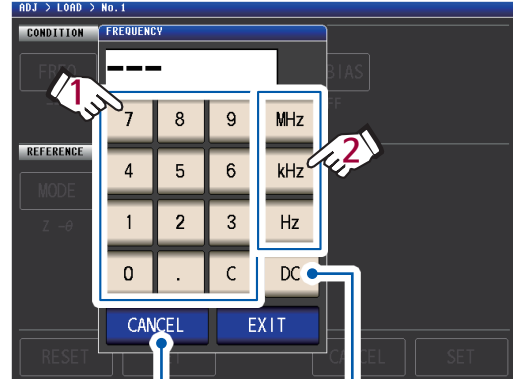 ADJ > LOAD > No.1
CONDITION
FREQUENCY
FREQ
---
BIAS
OFF
1
7 8 9 MHz
2
REFERENCE
4 5 6 kHz
MODE
1 2 3 Hz
Z -θ
0 . C DC
CANCEL EXIT
RESET
CANCEL
SET